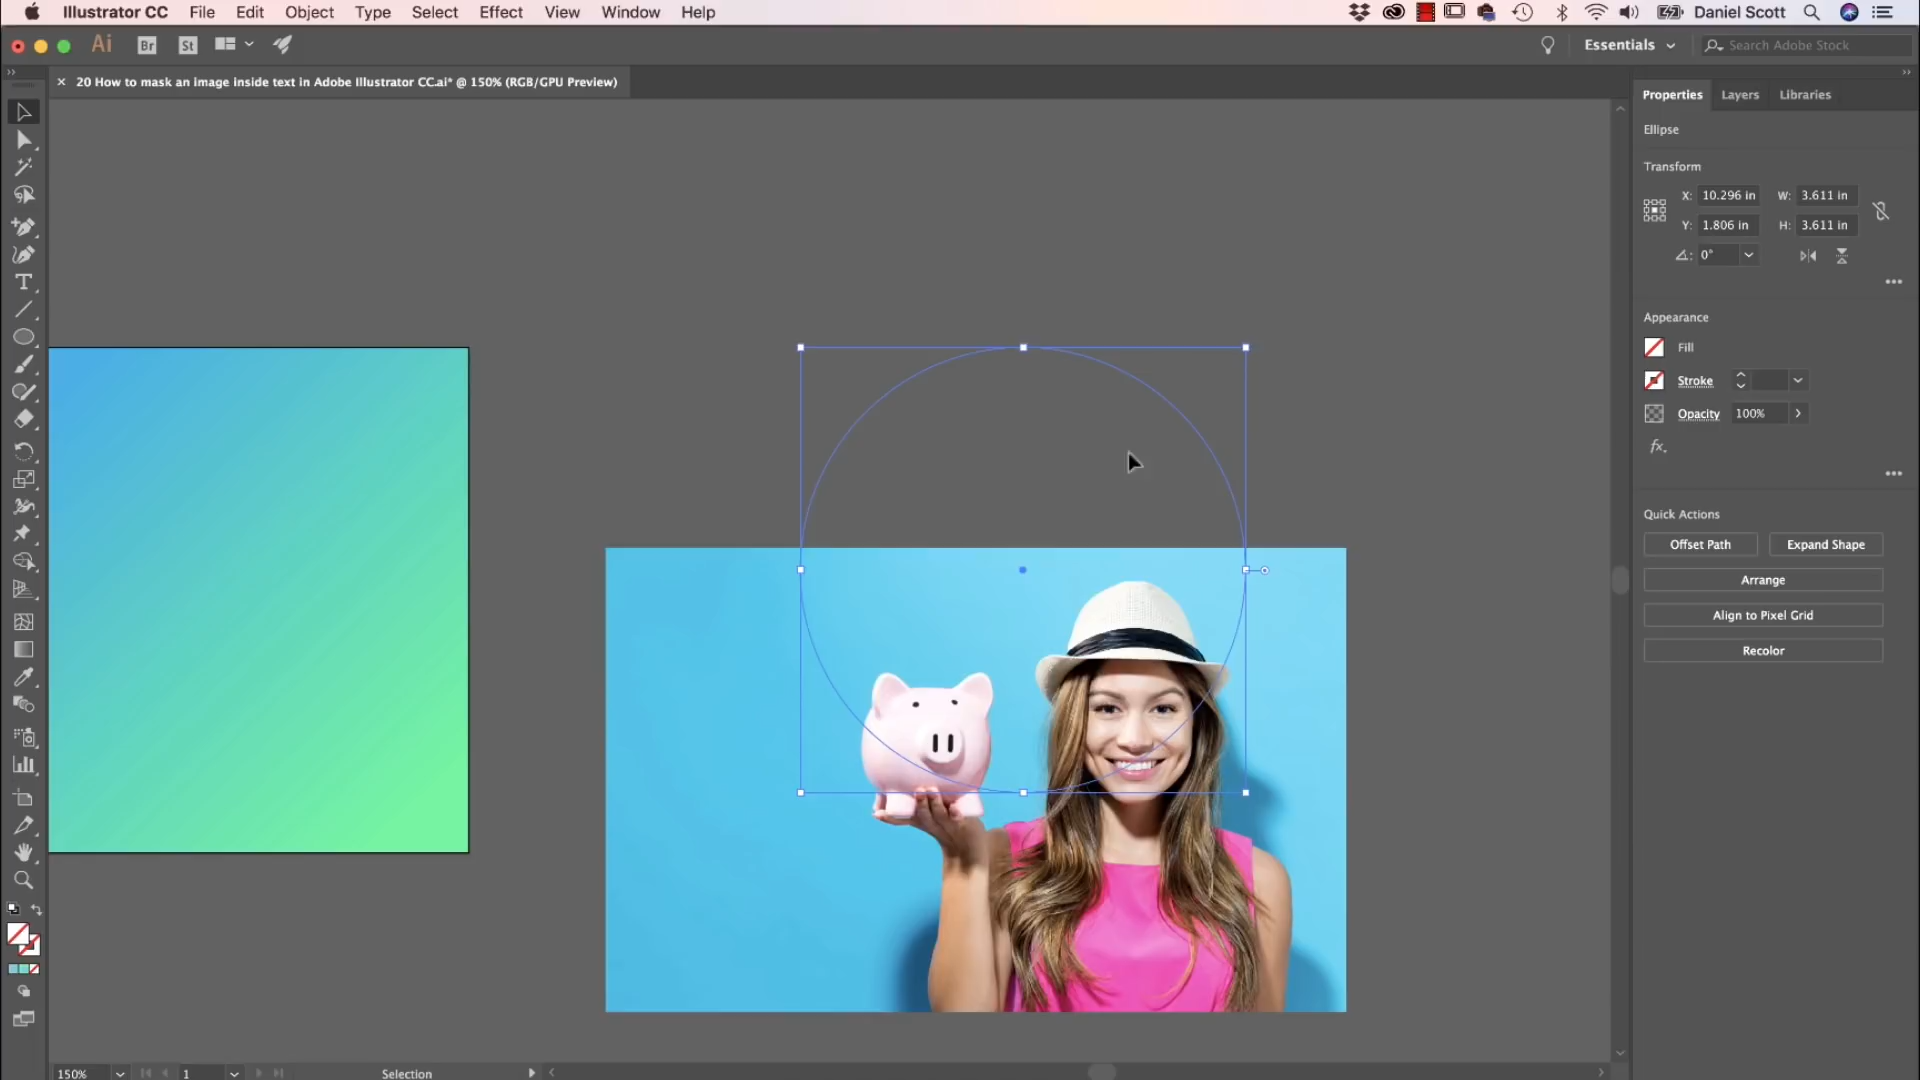 Illustrator CC File Edit Object Type Select Effect View Window Help Daniel Scott
Ai Br St Essentials Search Adobe Stock
× 20 How to mask an image inside text in Adobe Illustrator CC.ai* @ 150% (RGB/GPU Preview)
Properties Layers Libraries
Ellipse
Transform
X: 10.296 in W: 3.611 in
Y: 1.806 in H: 3.611 in
0°
Appearance
Fill
Stroke
Opacity 100%
fx.
Quick Actions
Offset Path Expand Shape
Arrange
Align to Pixel Grid
Recolor
150% 1 Selection